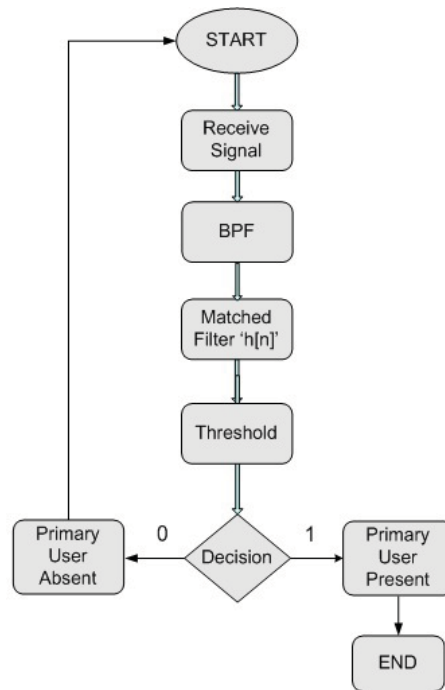 START
Receive
Signal
BPF
Matched
Filter ‘h[n]’
Threshold
0
1
Primary
User
Absent
Decision
Primary
User
Present
END